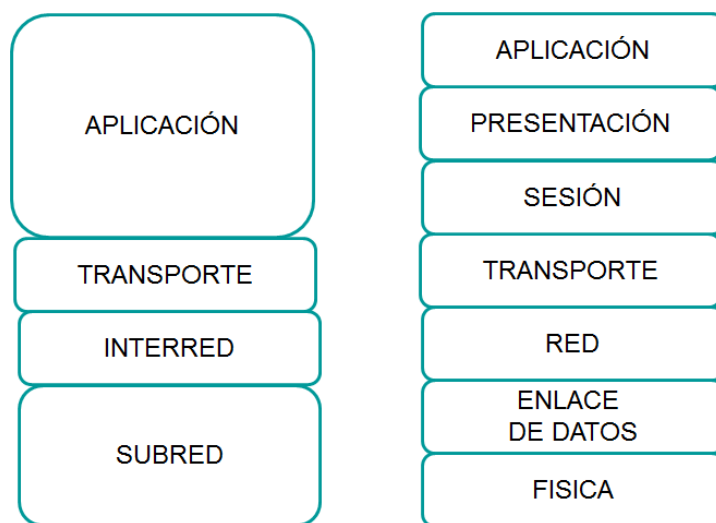 APLICACIÓN
TRANSPORTE
INTERRED
SUBRED
APLICACIÓN
PRESENTACIÓN
SESIÓN
TRANSPORTE
RED
ENLACE
DE DATOS
FISICA